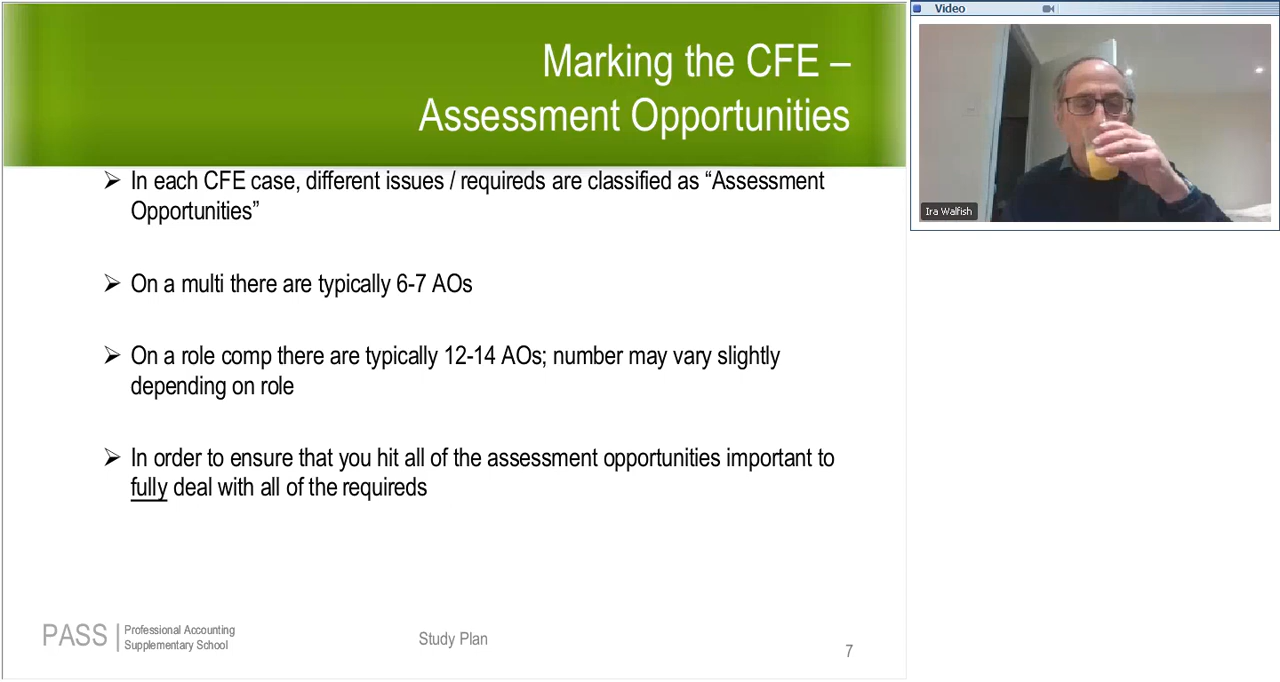 Marking the CFE –
Assessment Opportunities
➢ In each CFE case, different issues / requireds are classified as “Assessment
Opportunities”
➢ On a multi there are typically 6-7 AOs
➢ On a role comp there are typically 12-14 AOs; number may vary slightly
depending on role
➢ In order to ensure that you hit all of the assessment opportunities important to
fully deal with all of the requireds
PASS
Professional Accounting
Supplementary School
Study Plan
7
Video
Ira Walfish